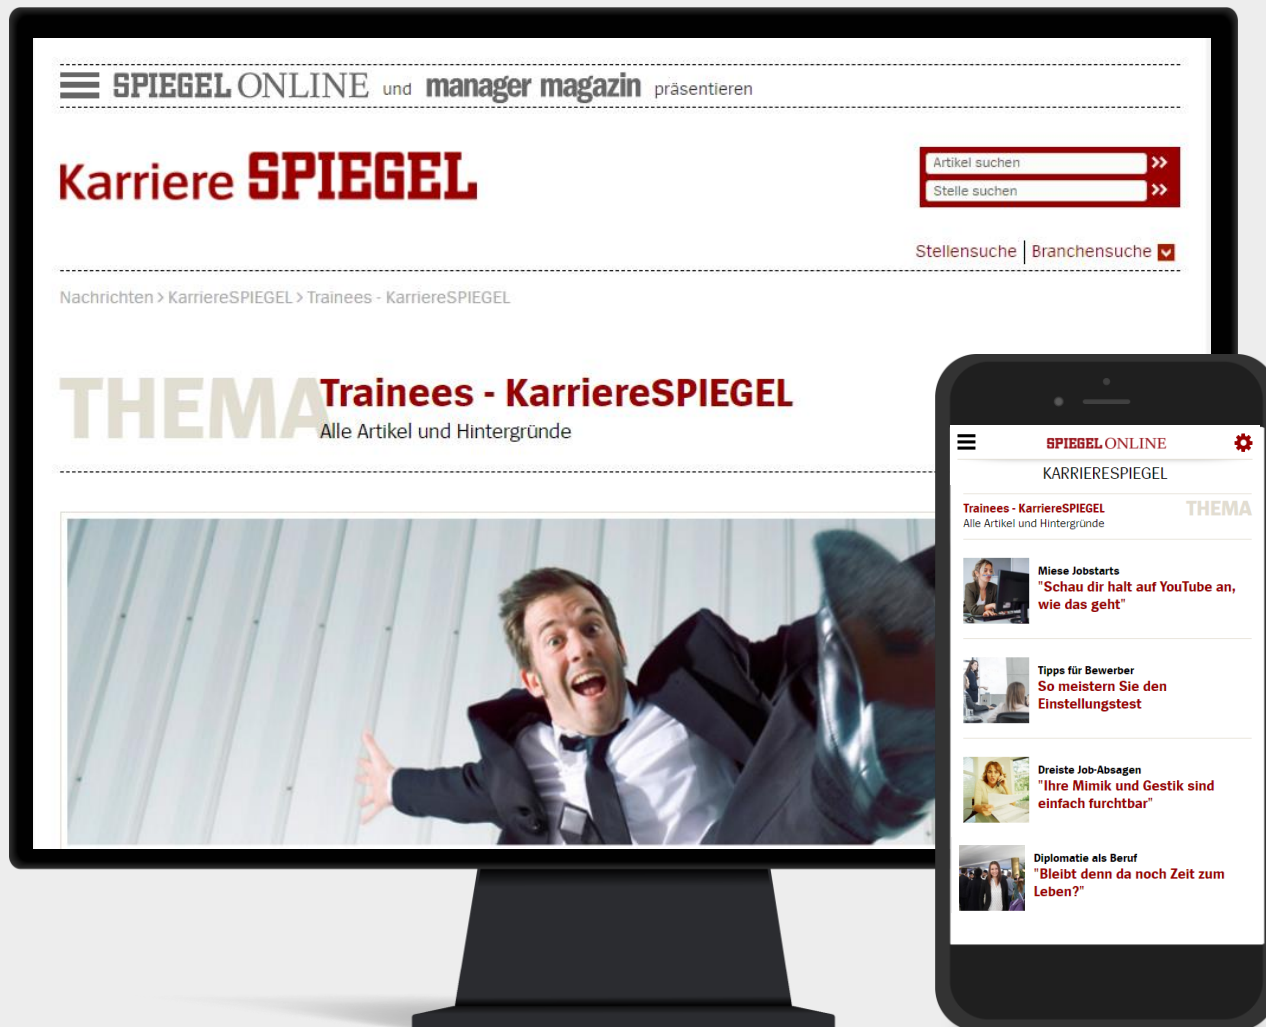 SPIEGEL ONLINE und manager magazin präsentieren
Karriere SPIEGEL
Artikel suchen
Stelle suchen
Stellensuche | Branchensuche
Nachrichten > KarriereSPIEGEL > Trainees - KarriereSPIEGEL
THEMA
Trainees - KarriereSPIEGEL
Alle Artikel und Hintergründe
SPIEGEL ONLINE
KARRIERESPIEGEL
Trainees - KarriereSPIEGEL
THEMA
Alle Artikel und Hintergründe
Miese Jobstarts
"Schau dir halt auf YouTube an,
wie das geht"
Tipps für Bewerber
So meistern Sie den
Einstellungstest
Dreiste Job-Absagen
"Ihre Mimik und Gestik sind
einfach furchtbar"
Diplomatie als Beruf
"Bleibt denn da noch Zeit zum
Leben?"